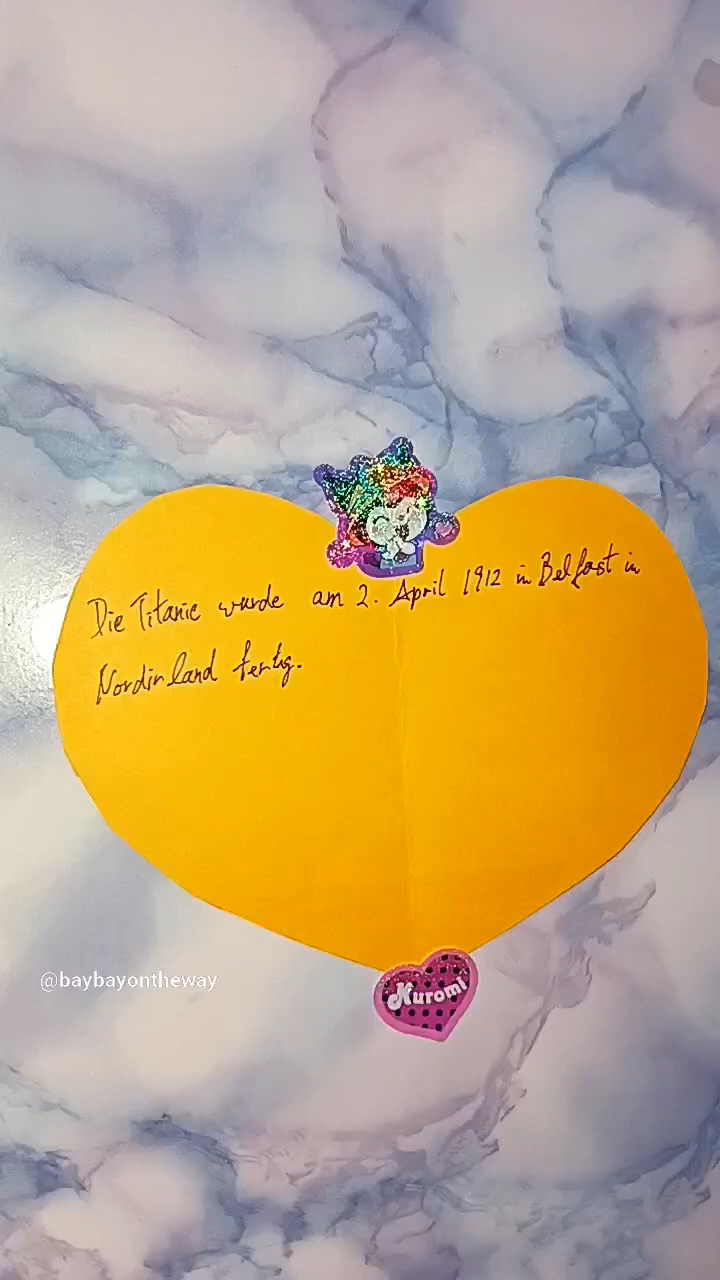 Die Titanic wurde am 2. April 1912 in Belfast in
Nordirland fertig.
@baybayontheway
Kuromi